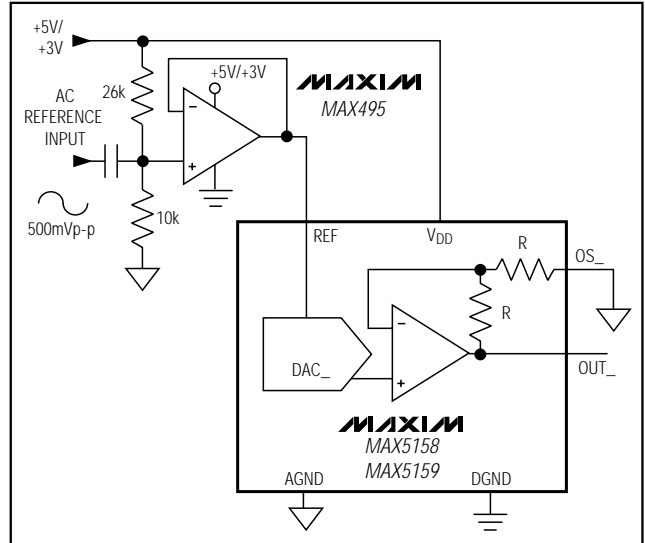 +5V/
+3V
26k
+5V/+3V
MAXIM
MAX495
AC
REFERENCE
INPUT
−
+
10k
500mVp-p
REF
VDD
R
OS_
R
−
+
DAC_
OUT_
MAXIM
MAX5158
MAX5159
AGND
DGND